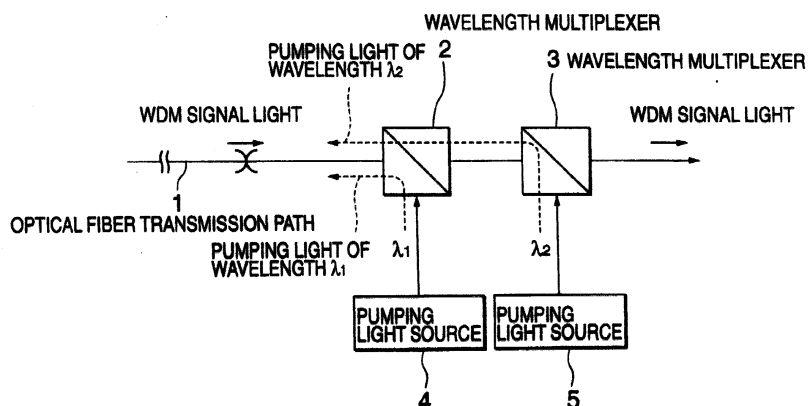 WAVELENGTH MULTIPLEXER
PUMPING LIGHT OF
WAVELENGTH λ2
2
3 WAVELENGTH MULTIPLEXER
WDM SIGNAL LIGHT
WDM SIGNAL LIGHT
1
OPTICAL FIBER TRANSMISSION PATH
PUMPING LIGHT OF
WAVELENGTH λ1
λ1
λ2
PUMPING
LIGHT SOURCE
PUMPING
LIGHT SOURCE
4
5